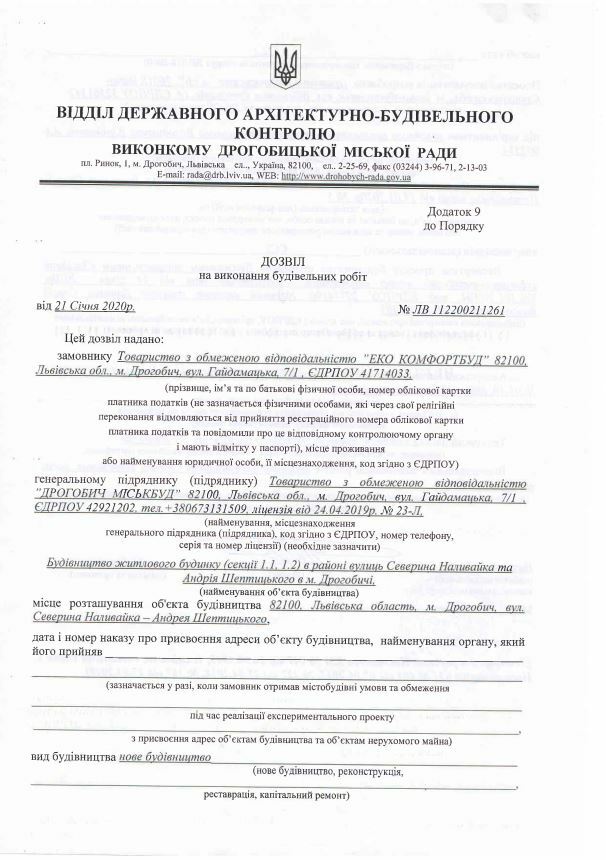 ВІДДІЛ ДЕРЖАВНОГО АРХІТЕКТУРНО-БУДІВЕЛЬНОГО
КОНТРОЛЮ
ВИКОНКОМУ ДРОГОБИЦЬКОЇ МІСЬКОЇ РАДИ
пл. Ринок, 1, м. Дрогобич, Львівська ел.., Україна, 82100, ел.. 2-25-69, факс (03244) 3-96-71, 2-13-03
E-mail: rada@drb.lviv.ua, WEB: http://www.drohobych-rada.gov.ua
Додаток 9
до Порядку
ДОЗВІЛ
на виконання будівельних робіт
від 21 Січня 2020р. № ЛВ 112200211261
Цей дозвіл надано:
замовнику Товариство з обмеженою відповідальністю "ЕКО КОМФОРТБУД" 82100,
Львівська обл., м. Дрогобич, вул. Гайдамацька, 7/1 , ЄДРПОУ 41714033,
(прізвище, ім’я та по батькові фізичної особи, номер облікової картки
платника податків (не зазначається фізичними особами, які через свої релігійні
переконання відмовляються від прийняття реєстраційного номера облікової картки
платника податків та повідомили про це відповідному контролюючому органу
і мають відмітку у паспорті), місце проживання
або найменування юридичної особи, її місцезнаходження, код згідно з ЄДРПОУ)
генеральному підряднику (підряднику) Товариство з обмеженою відповідальністю
"ДРОГОБИЧ МІСЬКБУД" 82100, Львівська обл., м. Дрогобич, вул. Гайдамацька, 7/1 ,
ЄДРПОУ 42921202, тел.+380673131509, ліцензія від 24.04.2019р. № 23-Л,
(найменування, місцезнаходження
генерального підрядника (підрядника), код згідно з ЄДРПОУ, номер телефону,
серія та номер ліцензії) (необхідне зазначити)
Будівництво житлового будинку (секції 1.1, 1.2) в районі вулиць Северина Наливайка та
Андрія Шептицького в м. Дрогобичі.
(найменування об’єкта будівництва)
місце розташування об'єкта будівництва 82100, Львівська область, м. Дрогобич, вул.
Северина Наливайка – Андрея Шептицького,
дата і номер наказу про присвоєння адреси об’єкту будівництва, найменування органу, який
його прийняв
(зазначається у разі, коли замовник отримав містобудівні умови та обмеження
під час реалізації експериментального проекту
з присвоєння адрес об’єктам будівництва та об’єктам нерухомого майна)
вид будівництва нове будівництво
(нове будівництво, реконструкція,
реставрація, капітальний ремонт)